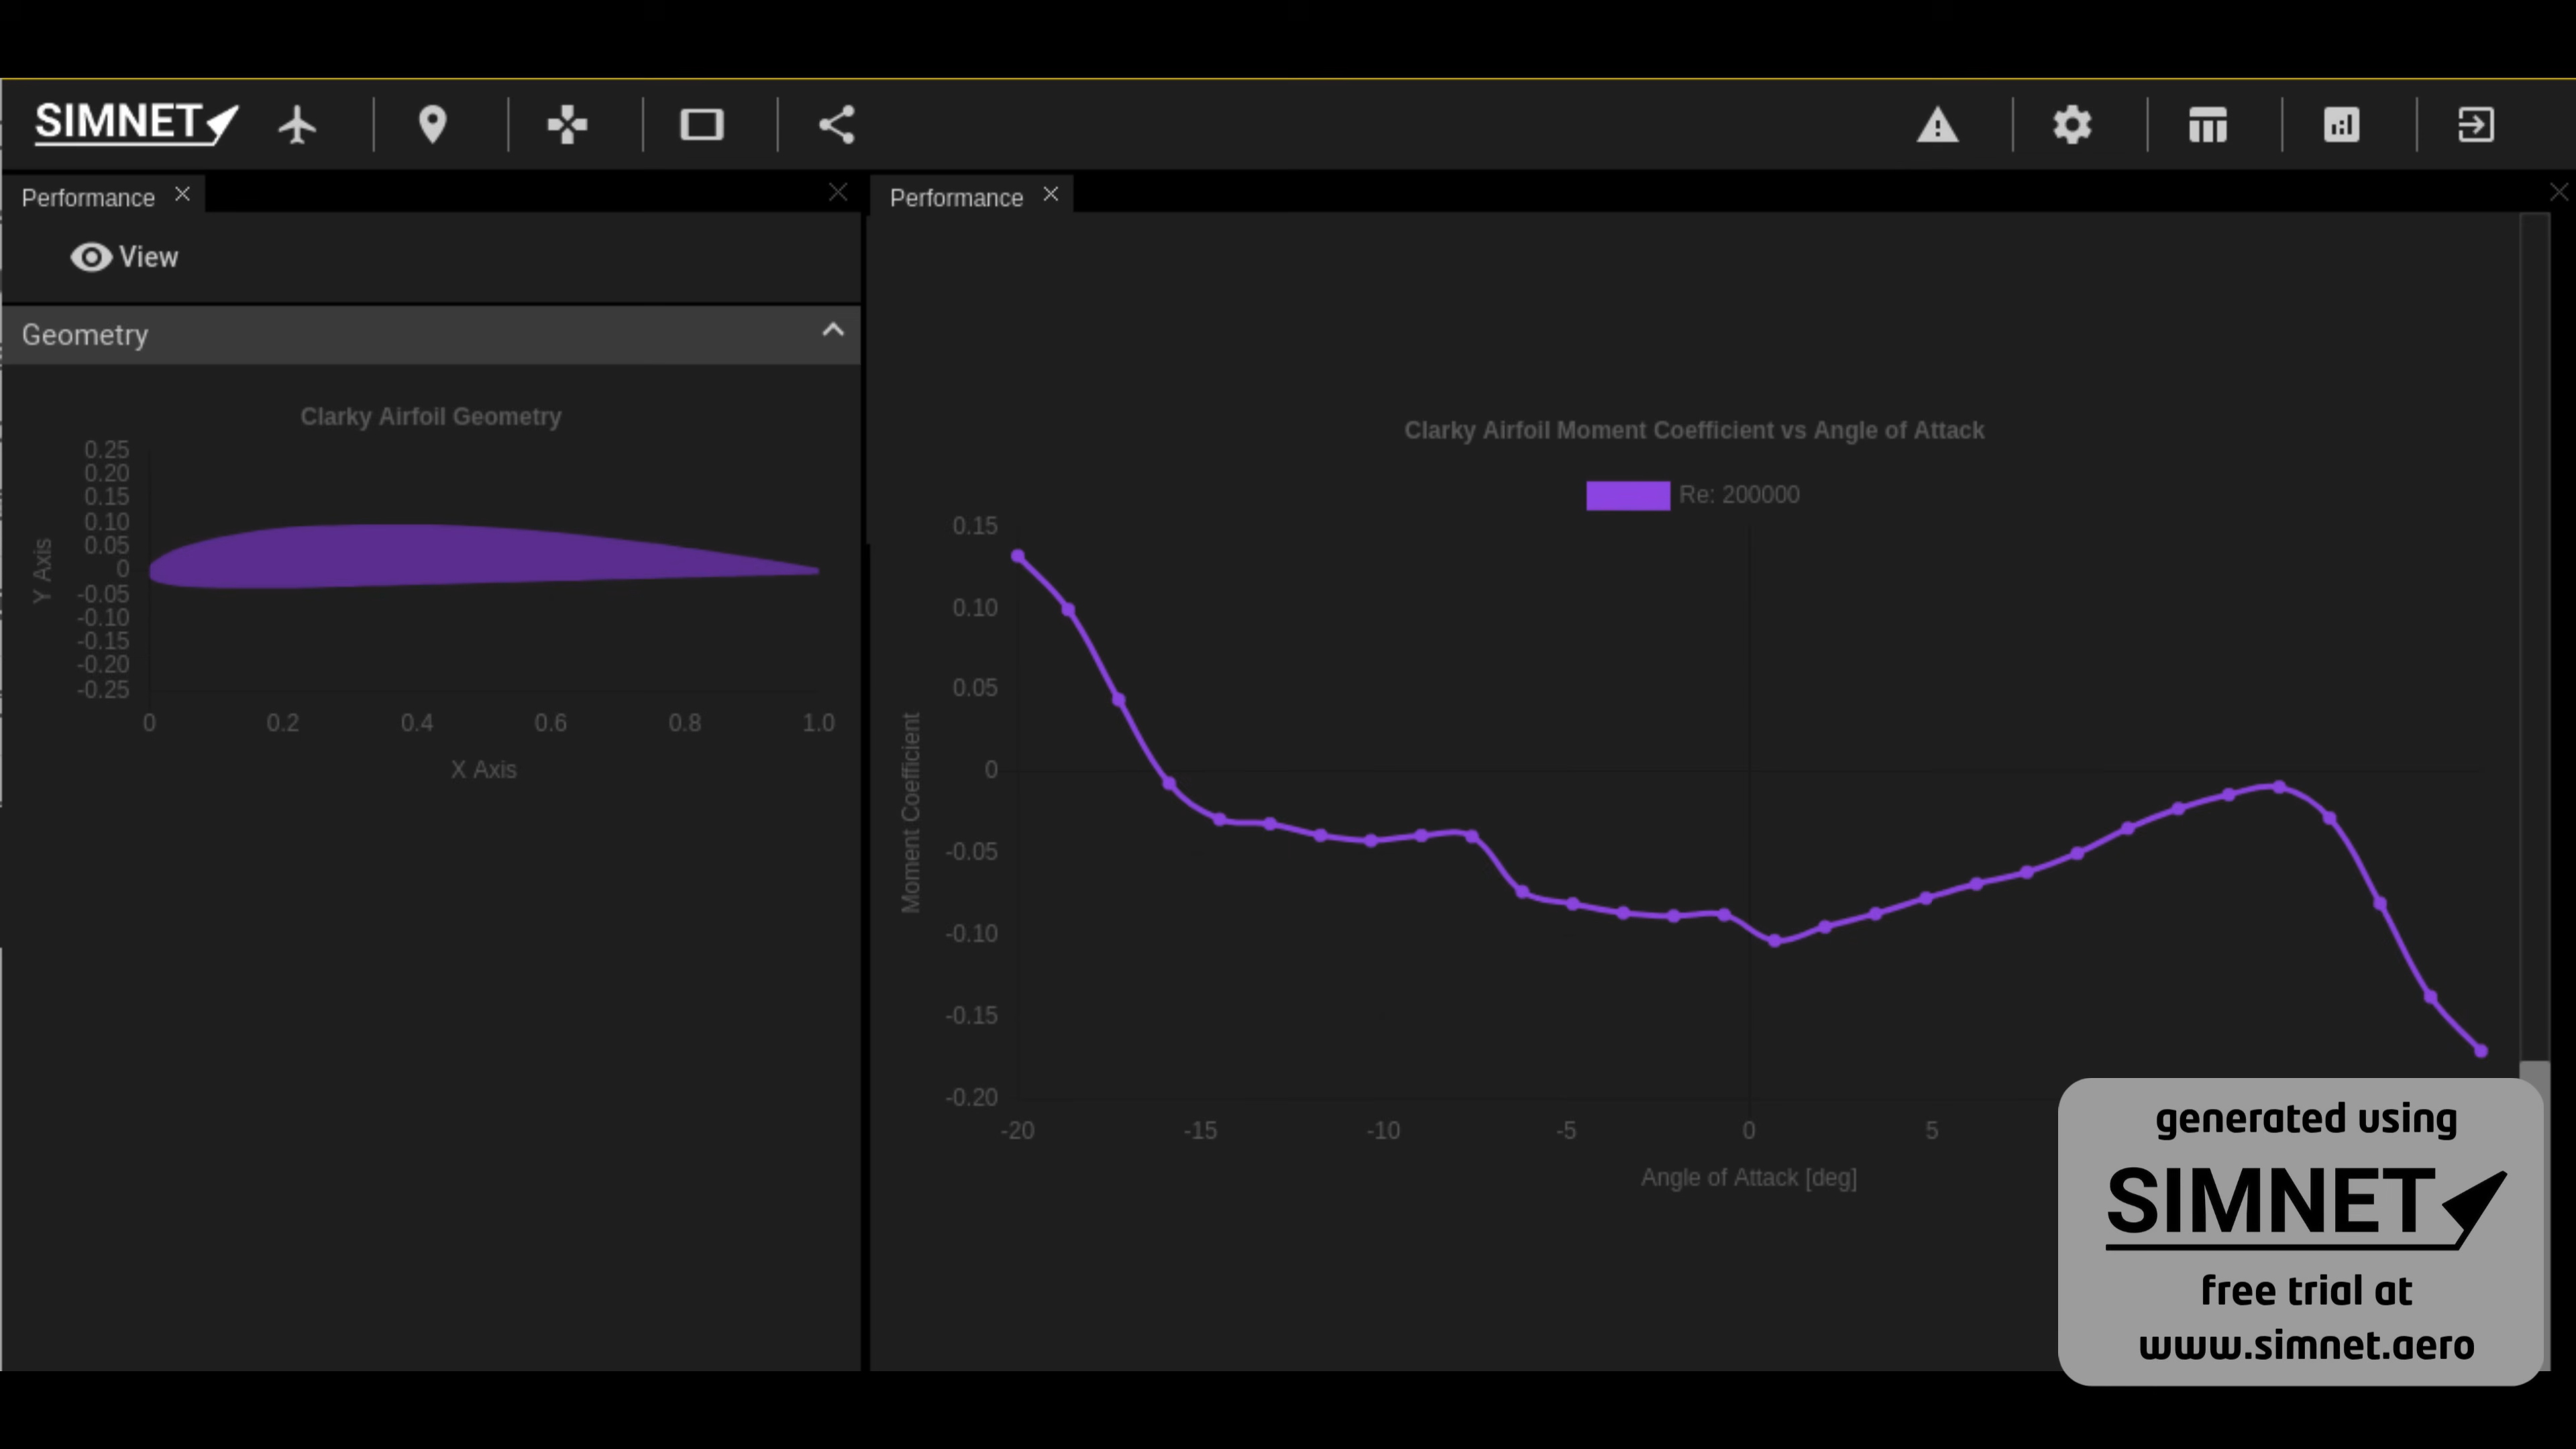 SIMNET
Performance
Performance
View
Geometry
Clarky Airfoil Geometry
0.25
0.20
0.15
0.10
0.05
0
-0.05
-0.10
-0.15
-0.20
-0.25
Y Axis
0 0.2 0.4 0.6 0.8 1.0
X Axis
Clarky Airfoil Moment Coefficient vs Angle of Attack
Re: 200000
0.15
0.10
0.05
0
-0.05
-0.10
-0.15
-0.20
Moment Coefficient
-20 -15 -10 -5 0 5
Angle of Attack [deg]
generated using
SIMNET
free trial at
www.simnet.aero